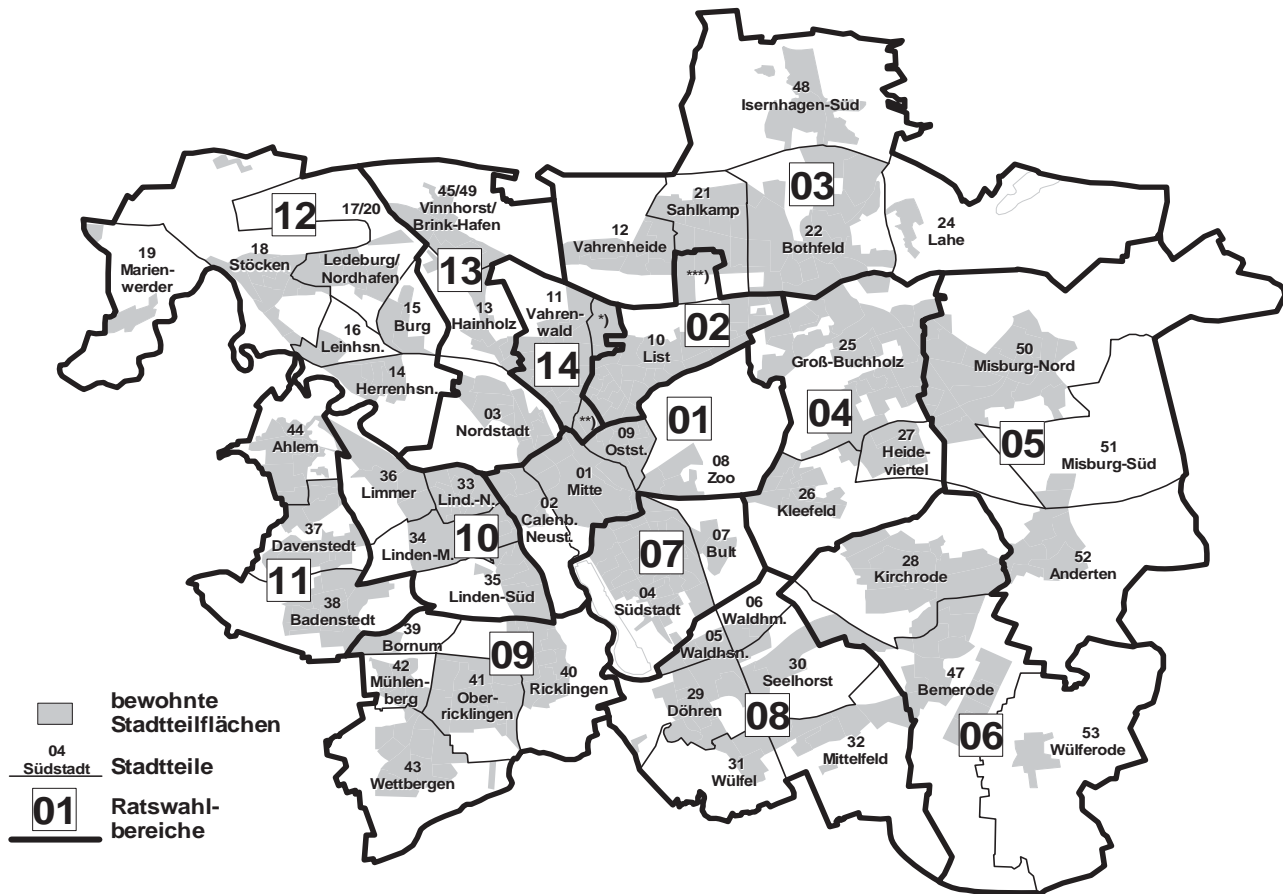 48
Isernhagen-Süd
03
21
Sahlkamp
12
Vahrenheide
22
Bothfeld
24
Lahe
***)
45/49
Vinnhorst/
Brink-Hafen
12
17/20
Ledeburg/
Nordhafen
18
Stöcken
19
Marien-
werder
13
15
Burg
13
Hainholz
16
Leinhsn.
14
Herrenhsn.
11
Vahren-
wald
14
*)
**)
02
10
List
25
Groß-Buchholz
04
27
Heide-
viertel
26
Kleefeld
50
Misburg-Nord
05
51
Misburg-Süd
52
Anderten
03
Nordstadt
01
09
Oststadt.
08
Zoo
01
Mitte
02
Calenb.
Neust.
44
Ahlem
36
Limmer
33
Lind.-N.
10
34
Linden-M.
35
Linden-Süd
37
Davenstedt
11
38
Badenstedt
07
07
Bult
04
Südstadt
06
Waldhm.
05
Waldhsn.
28
Kirchrode
39
Bornum
09
42
Mühlen-
berg
41
Ober-
ricklingen
40
Ricklingen
43
Wettbergen
30
Seelhorst
29
Döhren
08
31
Wülfel
32
Mittelfeld
47
Bemerode
06
53
Wülferode
bewohnte
Stadtteilflächen
04
Südstadt
Stadtteile
01
Ratswahl-
bereiche